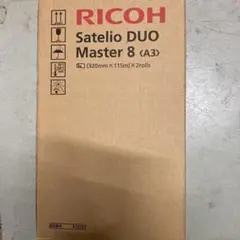 RICOH
Satelio DUO
Master 8 〈A3〉
(320mm×115m)×2rolls